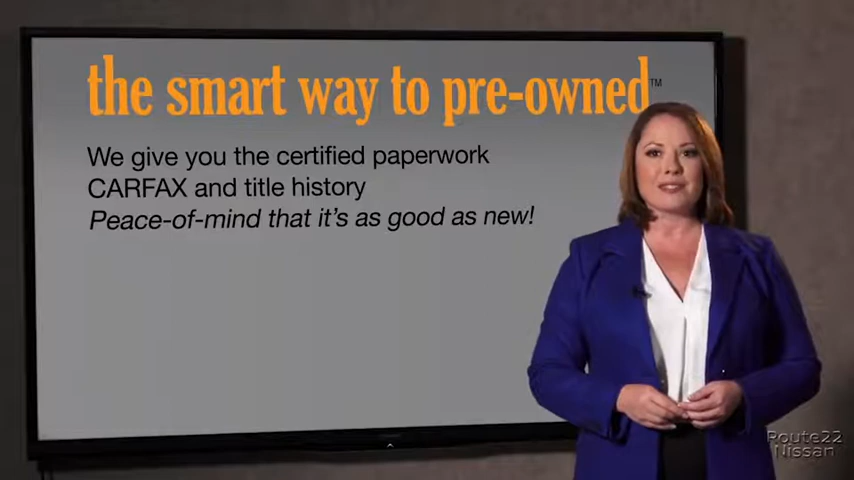 the smart way to pre-owned™
We give you the certified paperwork
CARFAX and title history
Peace-of-mind that it's as good as new!
Route22
Nissan